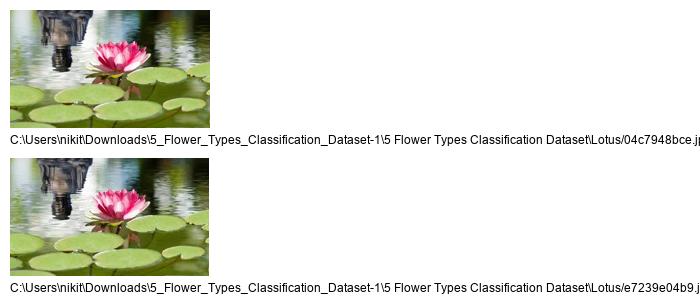 C:\Users\nikit\Downloads\5_Flower_Types_Classification_Dataset-1\5 Flower Types Classification Dataset\Lotus/04c7948bce.jp
C:\Users\nikit\Downloads\5_Flower_Types_Classification_Dataset-1\5 Flower Types Classification Dataset\Lotus/e7239e04b9.j